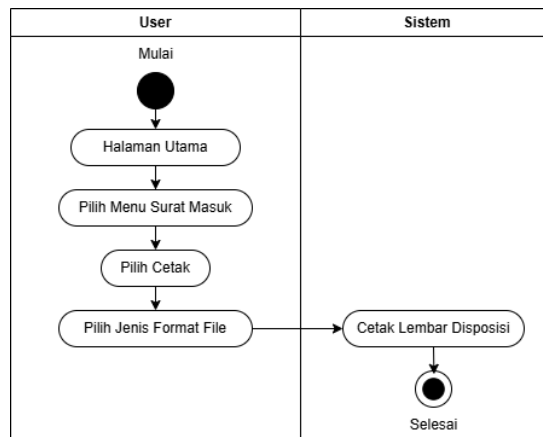 User
Sistem
Mulai
Halaman Utama
Pilih Menu Surat Masuk
Pilih Cetak
Pilih Jenis Format File
Cetak Lembar Disposisi
Selesai